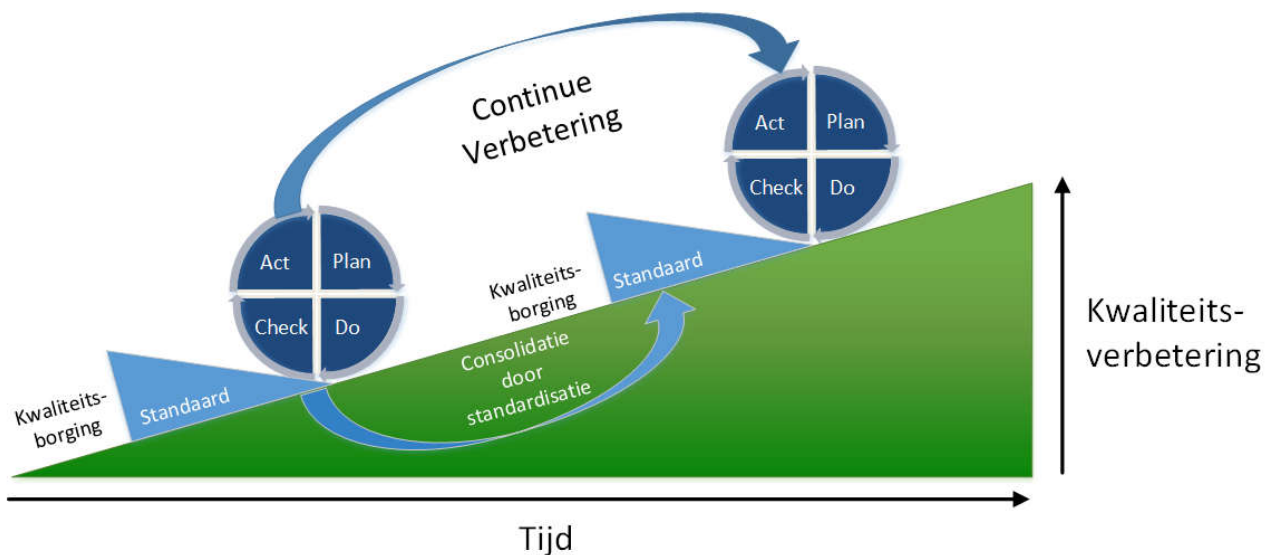 Continue
Verbetering
Act
Plan
Check
Do
Act
Plan
Check
Do
Kwaliteits-
borging
Standaard
Kwaliteits-
borging
Standaard
Consolidatie
door
standardisatie
Kwaliteits-
verbetering
Tijd